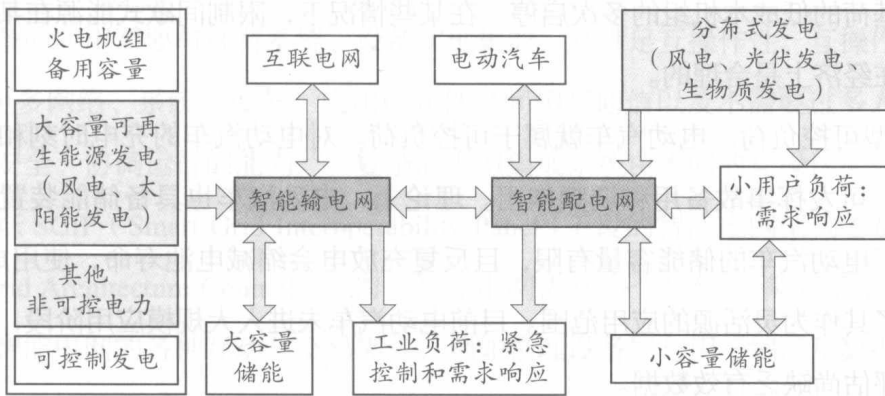 火电机组
备用容量
大容量可再
生能源发电
（风电、太
阳能发电）
其他
非可控电力
可控制发电
互联电网
电动汽车
分布式发电
（风电、光伏发电、
生物质发电）
智能输电网
智能配电网
小用户负荷：
需求响应
大容量
储能
工业负荷：紧急
控制和需求响应
小容量储能